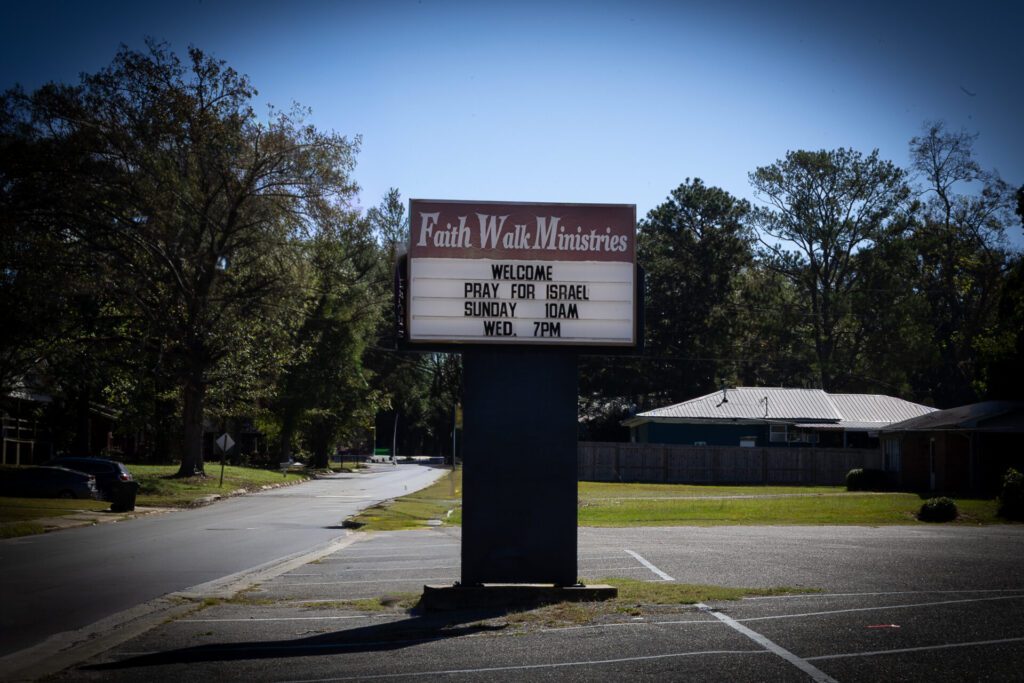 Faith Walk Ministries
WELCOME
PRAY FOR ISRAEL
SUNDAY 10AM
WED. 7PM